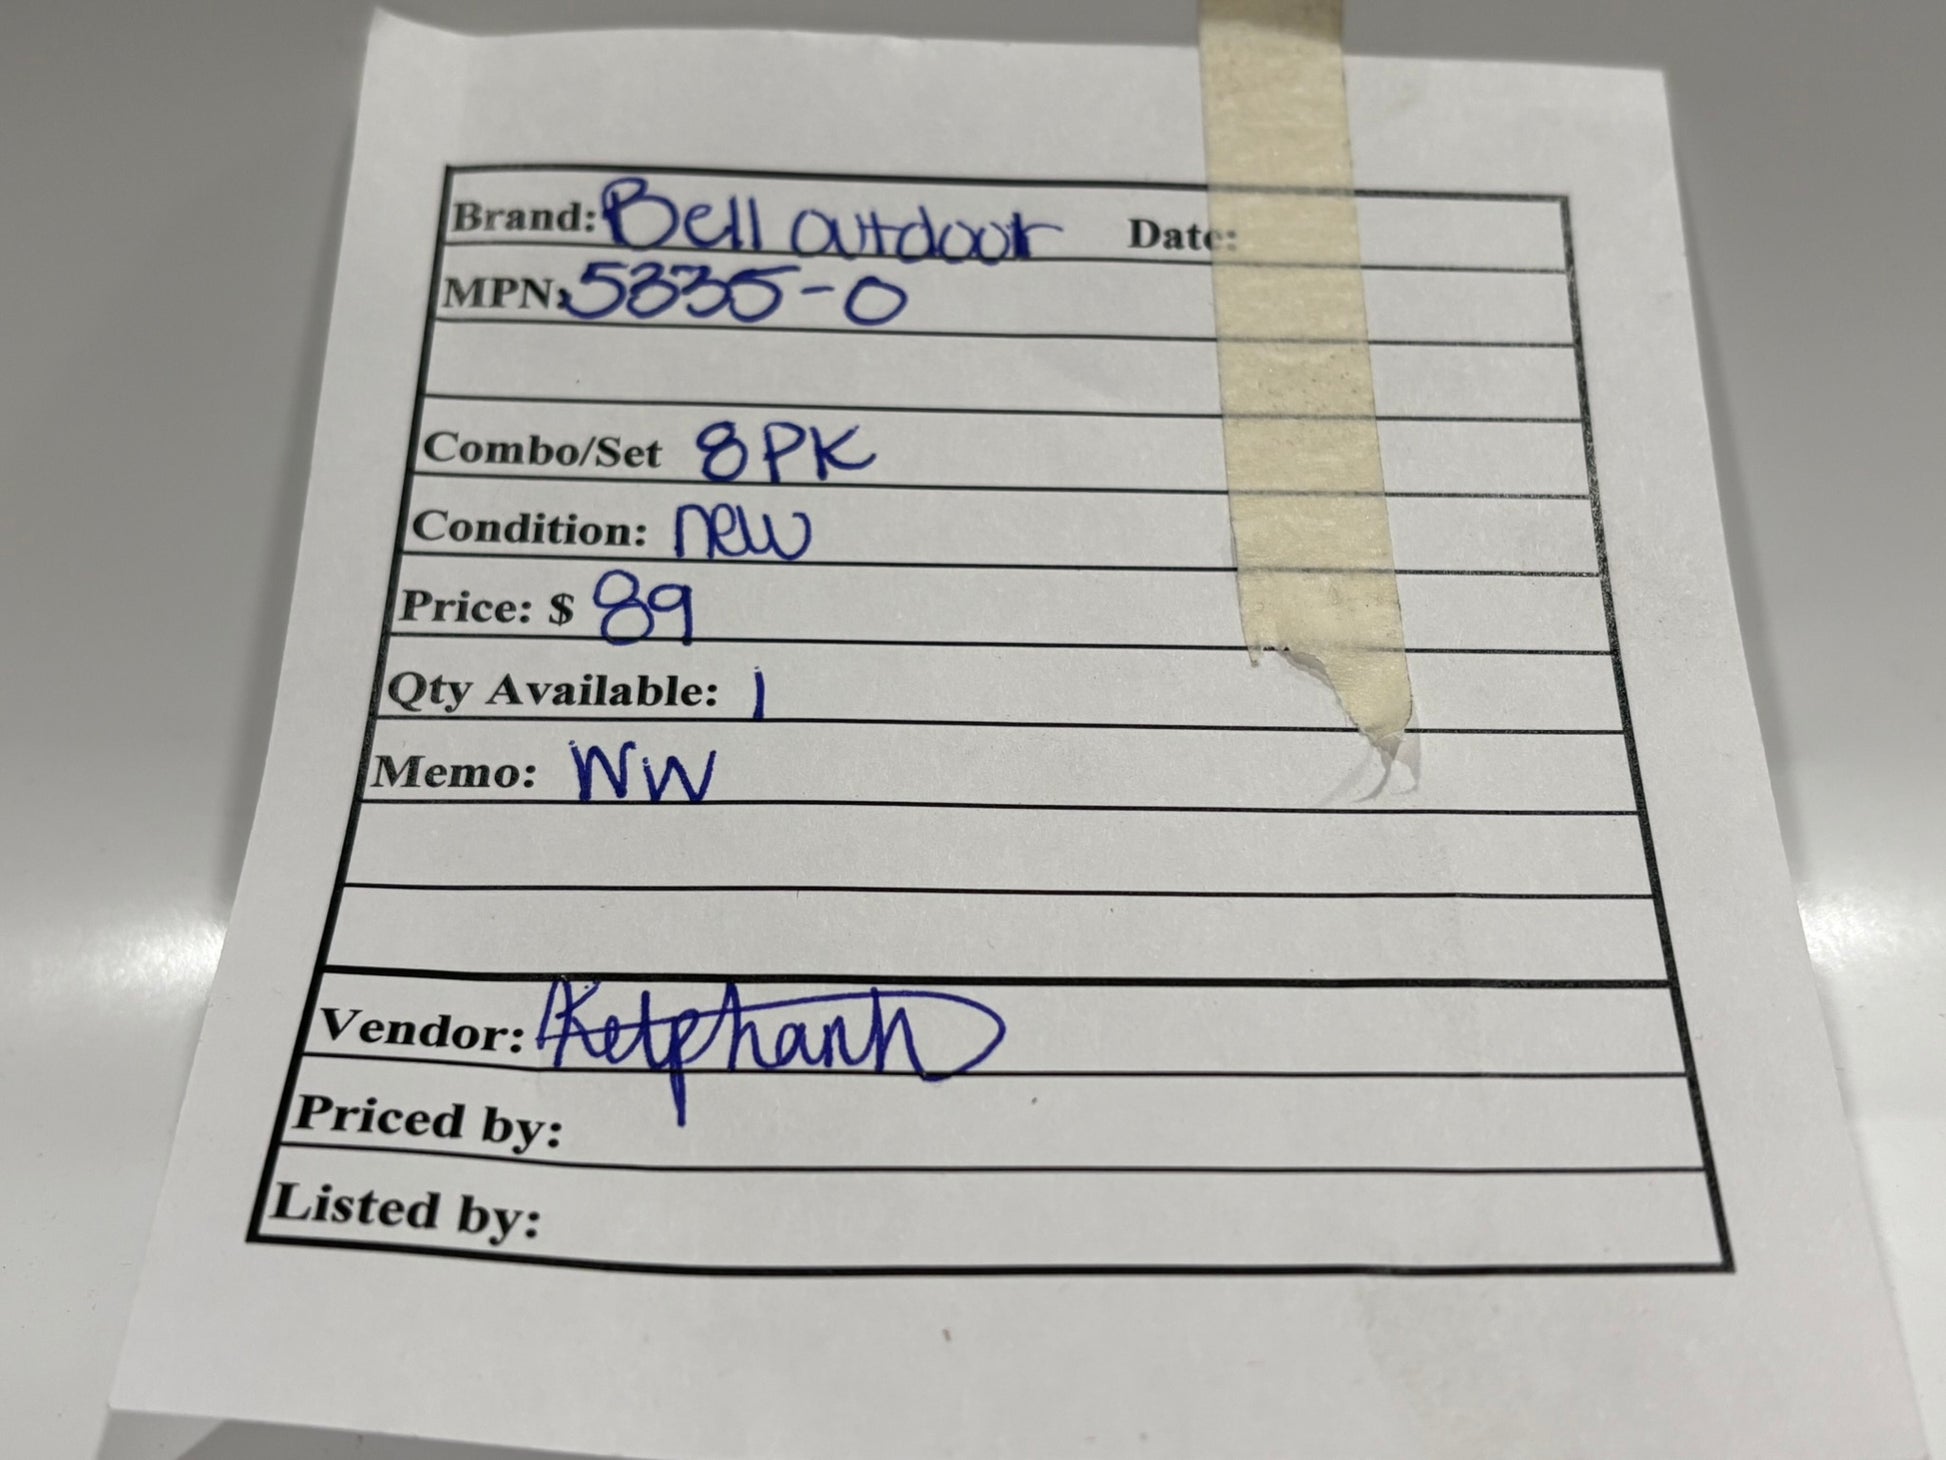 Brand: Bell outdoor Date:
MPN: 5335-0
Combo/Set 8PK
Condition: new
Price: $ 89
Qty Available: 1
Memo: NW
Vendor:
Priced by:
Listed by: